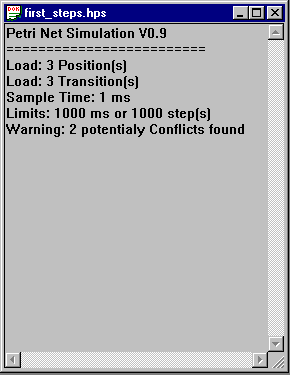 first_steps.hps
Petri Net Simulation V0.9
=========================
Load: 3 Position(s)
Load: 3 Transition(s)
Sample Time: 1 ms
Limits: 1000 ms or 1000 step(s)
Warning: 2 potentialy Conflicts found